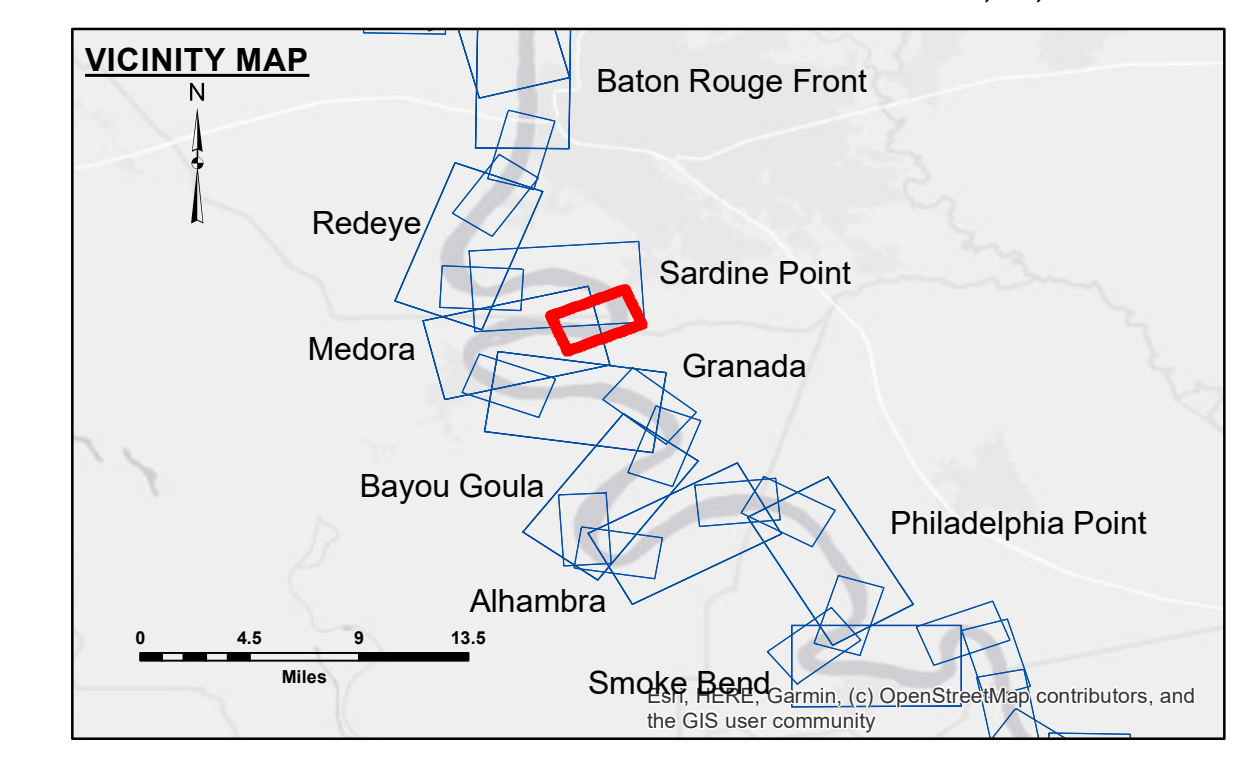 VICINITY MAP
N
Baton Rouge Front
Redeye
Sardine Point
Medora
Granada
Bayou Goula
Philadelphia Point
Alhambra
0 4.5 9 13.5
Miles
Smoke Bend
Esri, HERE, Garmin, (c) OpenStreetMap contributors, and
the GIS user community